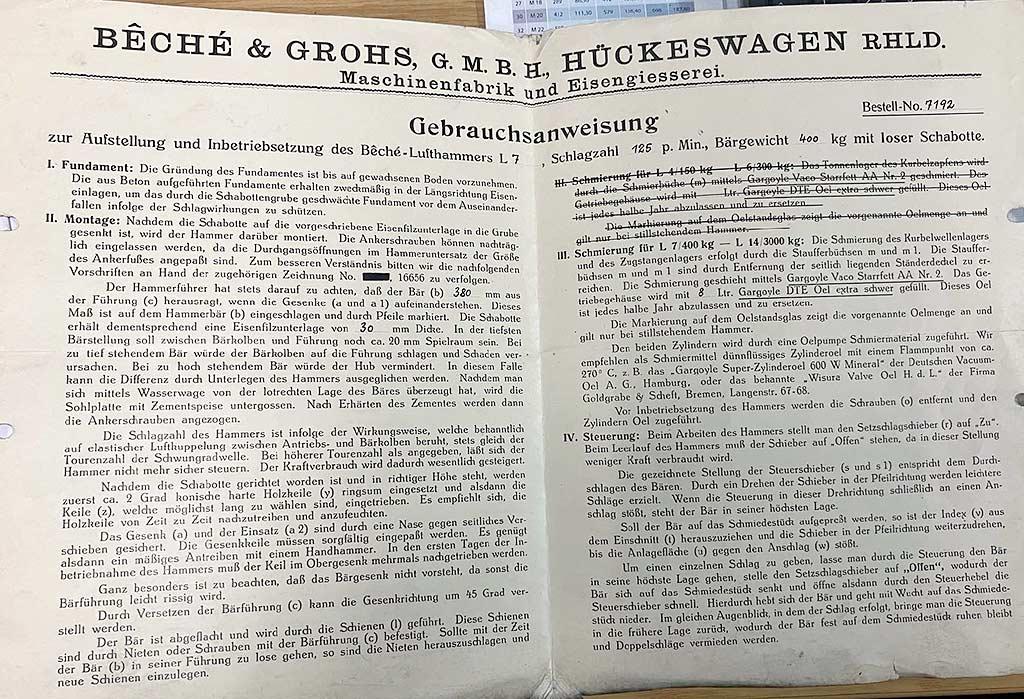 27 M 18
30 M 20 412 111,30 579 136,40 696 187,80
32 M 22
BÊCHÉ & GROHS, G. M. B. H., HÜCKESWAGEN RHLD.
Maschinenfabrik und Eisengiesserei.
Bestell-No. 7192
Gebrauchsanweisung
zur Aufstellung und Inbetriebsetzung des Bêché-Lufthammers L 7, Schlagzahl 125 p. Min., Bärgewicht 400 kg mit loser Schabotte.
I. Fundament: Die Gründung des Fundamentes ist bis auf gewachsenen Boden vorzunehmen.
Die aus Beton aufgeführten Fundamente erhalten zweckmäßig in der Längsrichtung Eisen-
einlagen, um das durch die Schabottengrube geschwächte Fundament vor dem Auseinander-
fallen infolge der Schlagwirkungen zu schützen.
II. Montage: Nachdem die Schabotte auf die vorgeschriebene Eisenfilzunterlage in die Grube
gesenkt ist, wird der Hammer darüber montiert. Die Ankerschrauben können nachträg-
lich eingelassen werden, da die Durchgangsöffnungen im Hammeruntersatz der Größe
des Ankerfußes angepaßt sind. Zum besseren Verständnis bitten wir die nachfolgenden
Vorschriften an Hand der zugehörigen Zeichnung No. 16656 zu verfolgen.
Der Hammerführer hat stets darauf zu achten, daß der Bär (b) 380 mm aus
der Führung (c) herausragt, wenn die Gesenke (a und a 1) aufeinanderstehen. Dieses
Maß ist auf dem Hammerbär (b) eingeschlagen und durch Pfeile markiert. Die Schabotte
erhält dementsprechend eine Eisenfilzunterlage von 30 mm Dicke. In der tiefsten
Bärstellung soll zwischen Bärkolben und Führung noch ca. 20 mm Spielraum sein. Bei
zu tief stehendem Bär würde der Bärkolben auf die Führung schlagen und Schaden ver-
ursachen. Bei zu hoch stehendem Bär würde der Hub vermindert. In diesem Falle
kann die Differenz durch Unterlegen des Hammers ausgeglichen werden. Nachdem man
sich mittels Wasserwage von der lotrechten Lage des Bäres überzeugt hat, wird die
Sohlplatte mit Zementspeise untergossen. Nach Erhärten des Zementes werden dann
die Ankerschrauben angezogen.
Die Schlagzahl des Hammers ist infolge der Wirkungsweise, welche bekanntlich
auf elastischer Luftkuppelung zwischen Antriebs- und Bärkolben beruht, stets gleich der
Tourenzahl der Schwungradwelle. Bei höherer Tourenzahl als angegeben, läßt sich der
Hammer nicht mehr sicher steuern. Der Kraftverbrauch wird dadurch wesentlich gesteigert.
Nachdem die Schabotte gerichtet worden ist und in richtiger Höhe steht, werden
zuerst ca. 2 Grad konische harte Holzkeile (y) ringsum eingesetzt und alsdann die
Keile (z), welche möglichst lang zu wählen sind, eingetrieben. Es empfiehlt sich, die
Holzkeile von Zeit zu Zeit nachzutreiben und anzufeuchten.
Das Gesenk (a) und der Einsatz (a 2) sind durch eine Nase gegen seitliches Ver-
schieben gesichert. Die Gesenkkeile müssen sorgfältig eingepaßt werden. Es genügt
alsdann ein mäßiges Antreiben mit einem Handhammer. In den ersten Tagen der In-
betriebnahme des Hammers muß der Keil im Obergesenk mehrmals nachgetrieben werden.
Ganz besonders ist zu beachten, daß das Bärgesenk nicht vorsteht, da sonst die
Bärführung leicht rissig wird.
Durch Versetzen der Bärführung (c) kann die Gesenkrichtung um 45 Grad ver-
stellt werden.
Der Bär ist abgeflacht und wird durch die Schienen (l) geführt. Diese Schienen
sind durch Nieten oder Schrauben mit der Bärführung (c) befestigt. Sollte mit der Zeit
der Bär (b) in seiner Führung zu lose gehen, so sind die Nieten herauszuschlagen und
neue Schienen einzulegen.
III. Schmierung für L 4/150 kg — L 6/300 kg: Das Tonnenlager des Kurbelzapfens wird
durch die Schmierbüchse (m) mittels Gargoyle Vaco Starrfett AA Nr. 2 geschmiert. Das
Getriebegehäuse wird mit Ltr. Gargoyle DTE Oel extra schwer gefüllt. Dieses Oel
ist jedes halbe Jahr abzulassen und zu ersetzen.
Die Markierung auf dem Oelstandsglas zeigt die vorgenannte Oelmenge an und
gilt nur bei stillstehendem Hammer.
III. Schmierung für L 7/400 kg — L 14/3000 kg: Die Schmierung des Kurbelwellenlagers
und des Zugstangenlagers erfolgt durch die Staufferbüchsen m und m 1. Die Stauffer-
büchsen m und m 1 sind durch Entfernung der seitlich liegenden Ständerdeckel zu er-
reichen. Die Schmierung geschieht mittels Gargoyle Vaco Starrfett AA Nr. 2. Das Ge-
triebegehäuse wird mit 8 Ltr. Gargoyle DTE Oel extra schwer gefüllt. Dieses Oel
ist jedes halbe Jahr abzulassen und zu ersetzen.
Die Markierung auf dem Oelstandsglas zeigt die vorgenannte Oelmenge an und
gilt nur bei stillstehendem Hammer.
Den beiden Zylindern wird durch eine Oelpumpe Schmiermaterial zugeführt. Wir
empfehlen als Schmiermittel dünnflüssiges Zylinderoel mit einem Flammpunkt von ca.
270° C, z. B. das „Gargoyle Super-Zylinderoel 600 W Mineral" der Deutschen Vacuum-
Oel A. G., Hamburg, oder das bekannte „Wisura Valve Oel H. d. L." der Firma
Goldgrabe & Scheft, Bremen, Langenstr. 67-68.
Vor Inbetriebsetzung des Hammers werden die Schrauben (o) entfernt und den
Zylindern Oel zugeführt.
IV. Steuerung: Beim Arbeiten des Hammers stellt man den Setzschlagschieber (r) auf „Zu".
Beim Leerlauf des Hammers muß der Schieber auf „Offen" stehen, da in dieser Stellung
weniger Kraft verbraucht wird.
Die gezeichnete Stellung der Steuerschieber (s und s 1) entspricht dem Durch-
schlagen des Bären. Durch ein Drehen der Schieber in der Pfeilrichtung werden leichtere
Schläge erzielt. Wenn die Steuerung in dieser Drehrichtung schließlich an einen An-
schlag stößt, steht der Bär in seiner höchsten Lage.
Soll der Bär auf das Schmiedestück aufgepreßt werden, so ist der Index (v) aus
dem Einschnitt (t) herauszuziehen und die Schieber in der Pfeilrichtung weiterzudrehen,
bis die Anlagefläche (u) gegen den Anschlag (w) stößt.
Um einen einzelnen Schlag zu geben, lasse man durch die Steuerung den Bär
in seine höchste Lage gehen, stelle den Setzschlagschieber auf „Offen", wodurch der
Bär sich auf das Schmiedestück senkt und öffne alsdann durch den Steuerhebel die
Steuerschieber schnell. Hierdurch hebt sich der Bär und geht mit Wucht auf das Schmiede-
stück nieder. Im gleichen Augenblick, in dem der Schlag erfolgt, bringe man die Steuerung
in die frühere Lage zurück, wodurch der Bär fest auf dem Schmiedestück ruhen bleibt
und Doppelschläge vermieden werden.